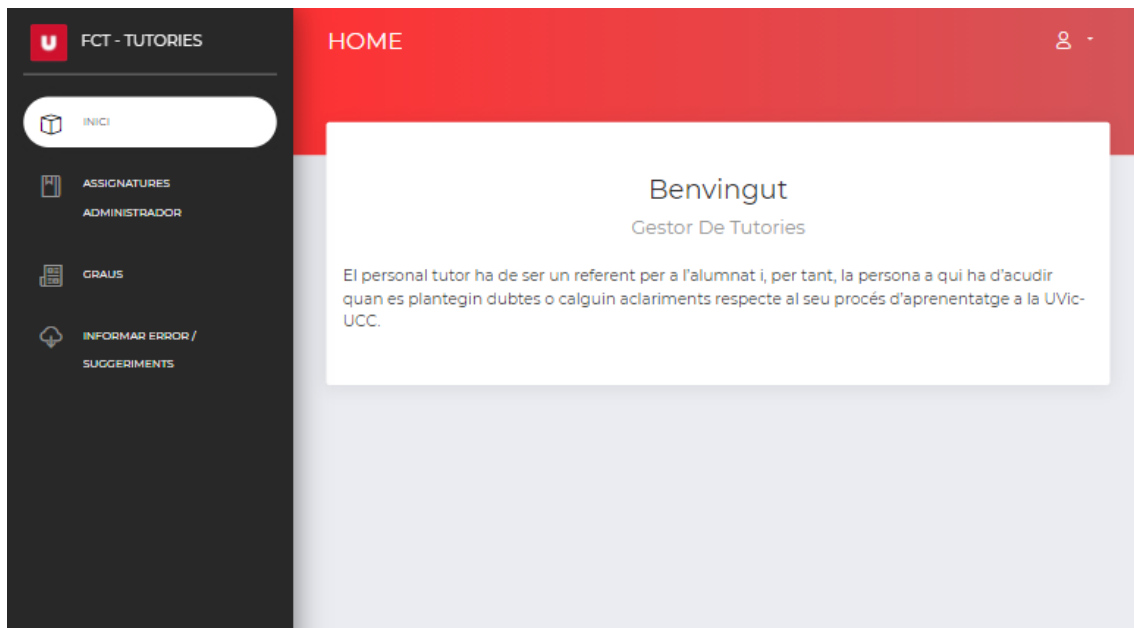 U
FCT - TUTORIES
INICI
ASSIGNATURES
ADMINISTRADOR
GRAUS
INFORMAR ERROR /
SUGGERIMENTS
HOME
Benvingut
Gestor De Tutories
El personal tutor ha de ser un referent per a l'alumnat i, per tant, la persona a qui ha d'acudir
quan es plantegin dubtes o calguin aclariments respecte al seu procés d'aprenentatge a la UVic-
UCC.